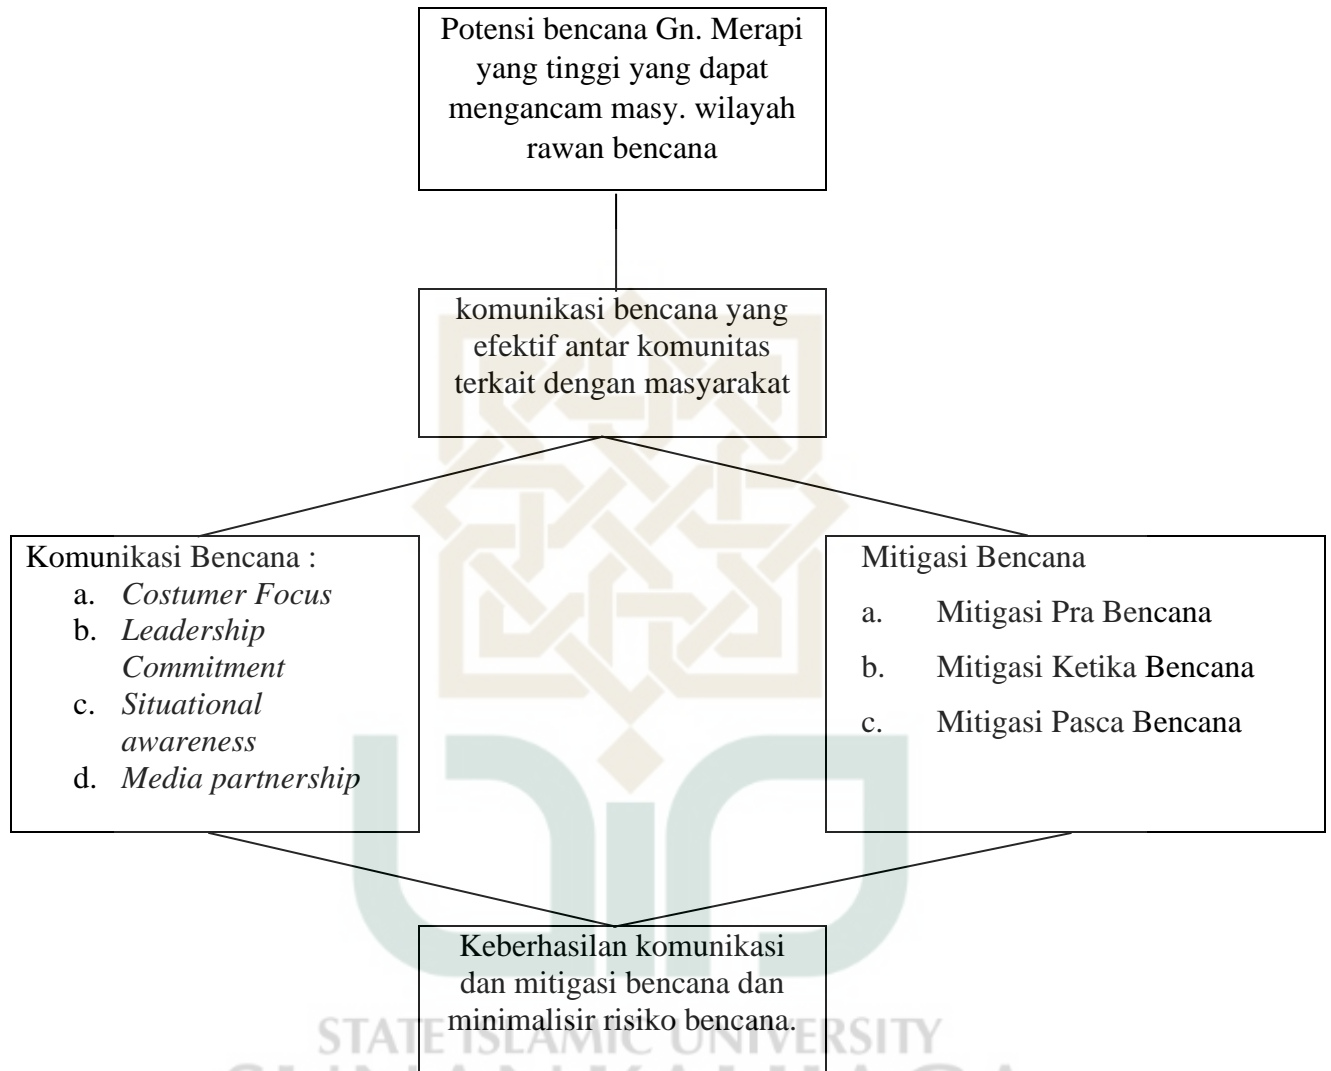 Potensi bencana Gn. Merapi
yang tinggi yang dapat
mengancam masy. wilayah
rawan bencana
komunikasi bencana yang
efektif antar komunitas
terkait dengan masyarakat
Komunikasi Bencana :
a. Costumer Focus
b. Leadership
Commitment
c. Situational
awareness
d. Media partnership
Mitigasi Bencana
a. Mitigasi Pra Bencana
b. Mitigasi Ketika Bencana
c. Mitigasi Pasca Bencana
Keberhasilan komunikasi
dan mitigasi bencana dan
minimalisir risiko bencana.
STATE ISLAMIC UNIVERSITY